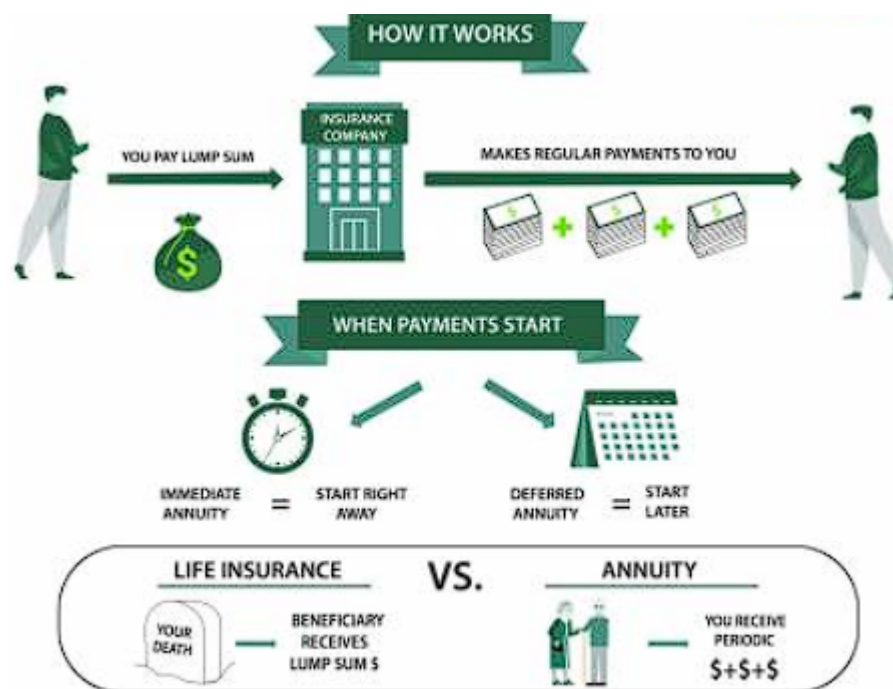 HOW IT WORKS
YOU PAY LUMP SUM
INSURANCE
COMPANY
MAKES REGULAR PAYMENTS TO YOU
$
$ + $ + $
WHEN PAYMENTS START
IMMEDIATE
ANNUITY
=
START RIGHT
AWAY
DEFERRED
ANNUITY
=
START
LATER
LIFE INSURANCE
VS.
ANNUITY
YOUR
DEATH
BENEFICIARY
RECEIVES
LUMP SUM $
YOU RECEIVE
PERIODIC
$+$+$